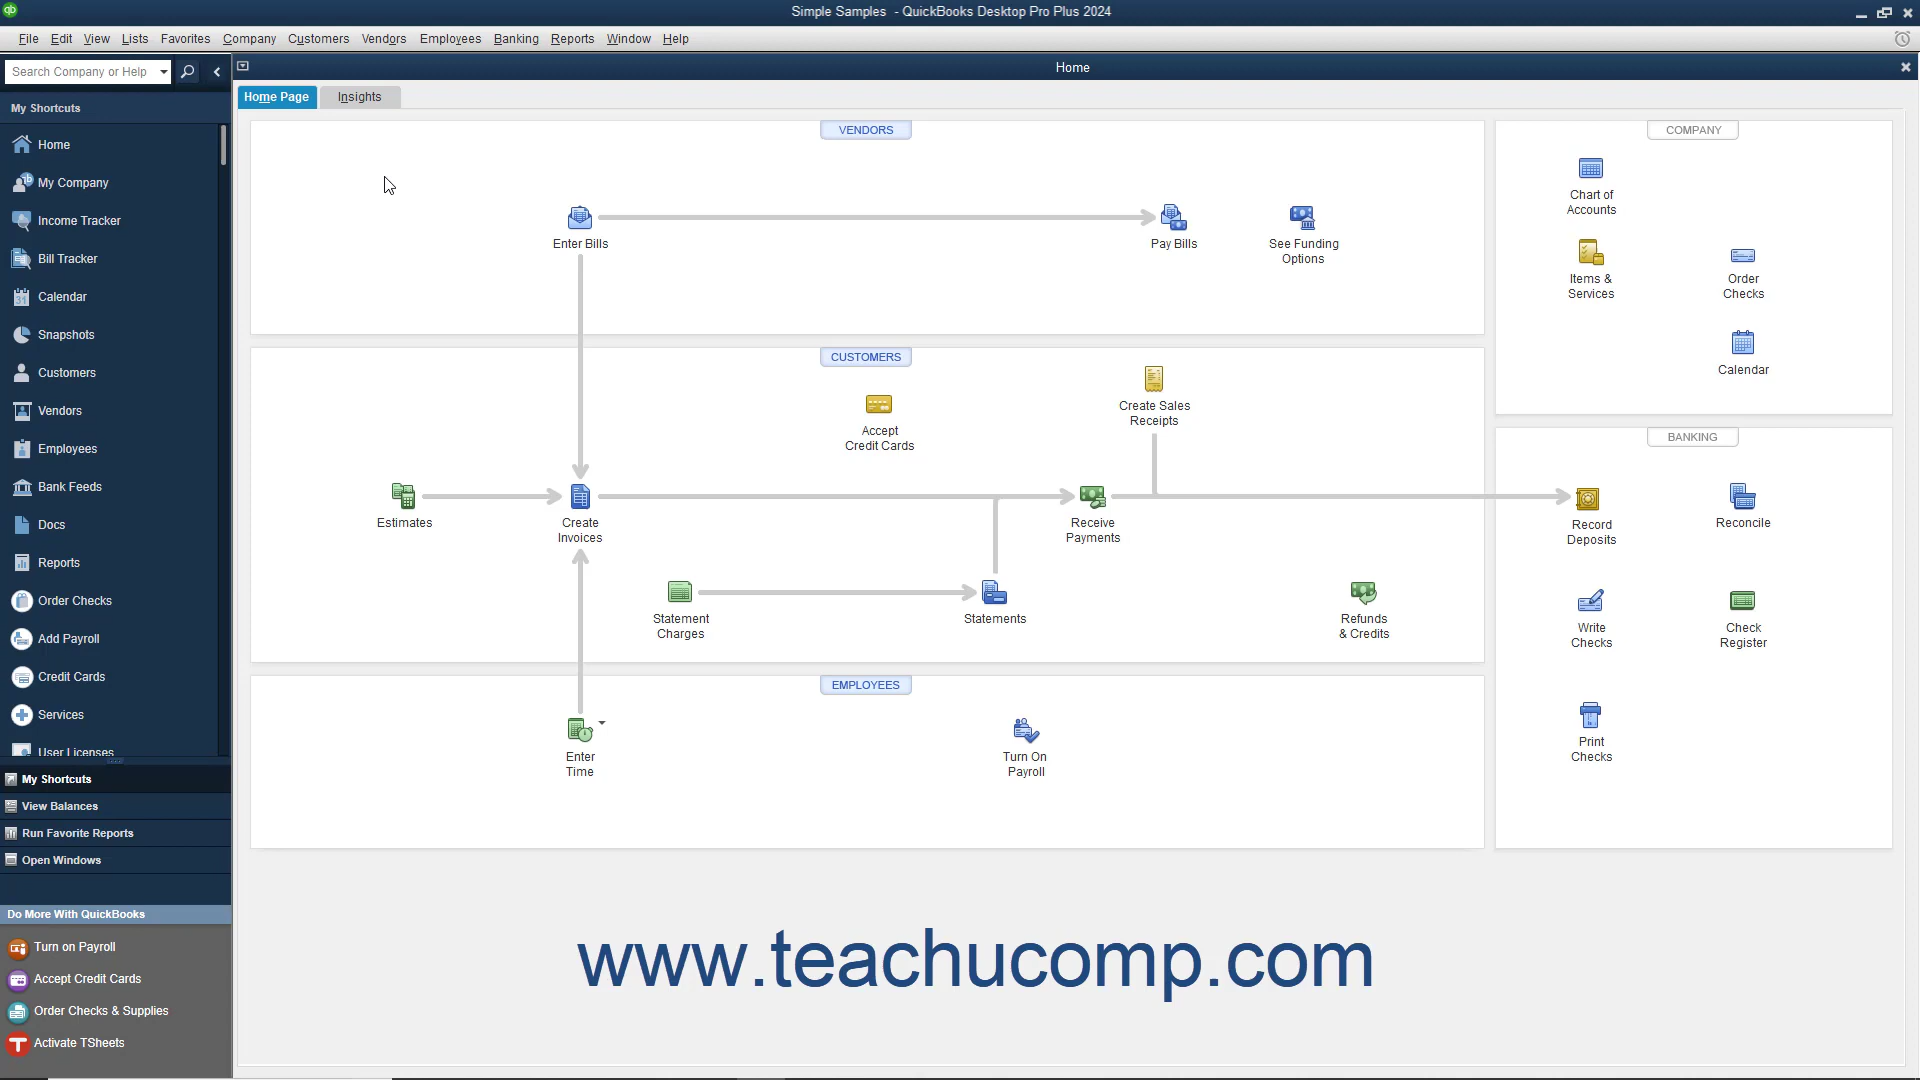 Simple Samples - QuickBooks Desktop Pro Plus 2024
File Edit View Lists Favorites Company Customers Vendors Employees Banking Reports Window Help
Search Company or Help
Home
Home Page
Insights
My Shortcuts
Home
My Company
Income Tracker
Bill Tracker
Calendar
Snapshots
Customers
Vendors
Employees
Bank Feeds
Docs
Reports
Order Checks
Add Payroll
Credit Cards
Services
User Licenses
My Shortcuts
View Balances
Run Favorite Reports
Open Windows
Do More With QuickBooks
Turn on Payroll
Accept Credit Cards
Order Checks & Supplies
Activate TSheets
VENDORS
Enter Bills
Pay Bills
See Funding
Options
CUSTOMERS
Create Sales
Receipts
Accept
Credit Cards
Estimates
Create
Invoices
Receive
Payments
Statement
Charges
Statements
Refunds
& Credits
EMPLOYEES
Enter
Time
Turn On
Payroll
COMPANY
Chart of
Accounts
Items &
Services
Order
Checks
Calendar
BANKING
Record
Deposits
Reconcile
Write
Checks
Check
Register
Print
Checks
www.teachucomp.com